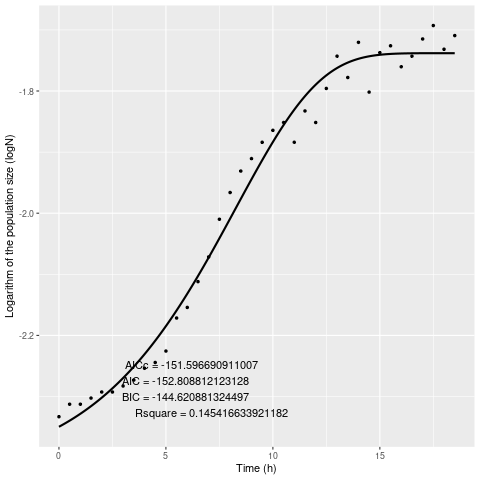 -1.8
-2.0
-2.2
Logarithm of the population size (logN)
AICc = -151.596690911007
AIC = -152.808812123128
BIC = -144.620881324497
Rsquare = 0.145416633921182
0 5 10 15
Time (h)